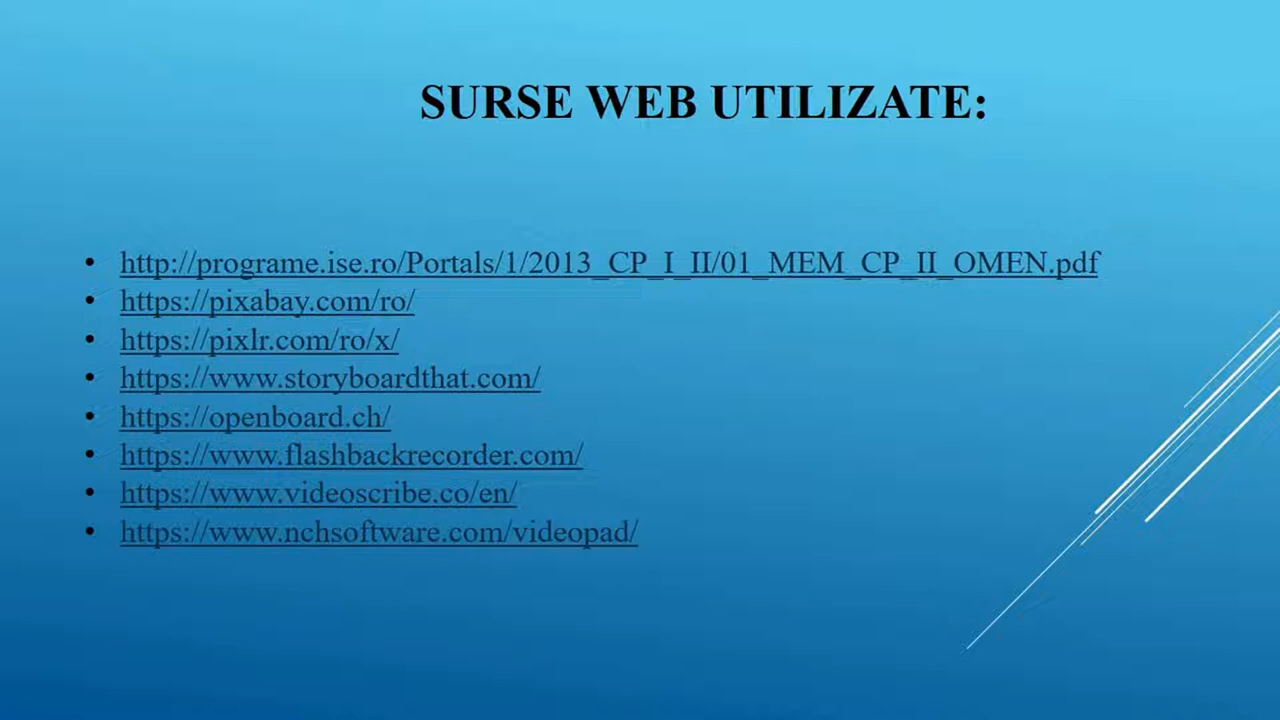 SURSE WEB UTILIZATE:
• http://programe.ise.ro/Portals/1/2013_CP_I_II/01_MEM_CP_II_OMEN.pdf
• https://pixabay.com/ro/
• https://pixlr.com/ro/x/
• https://www.storyboardthat.com/
• https://openboard.ch/
• https://www.flashbackrecorder.com/
• https://www.videoscribe.co/en/
• https://www.nchsoftware.com/videopad/